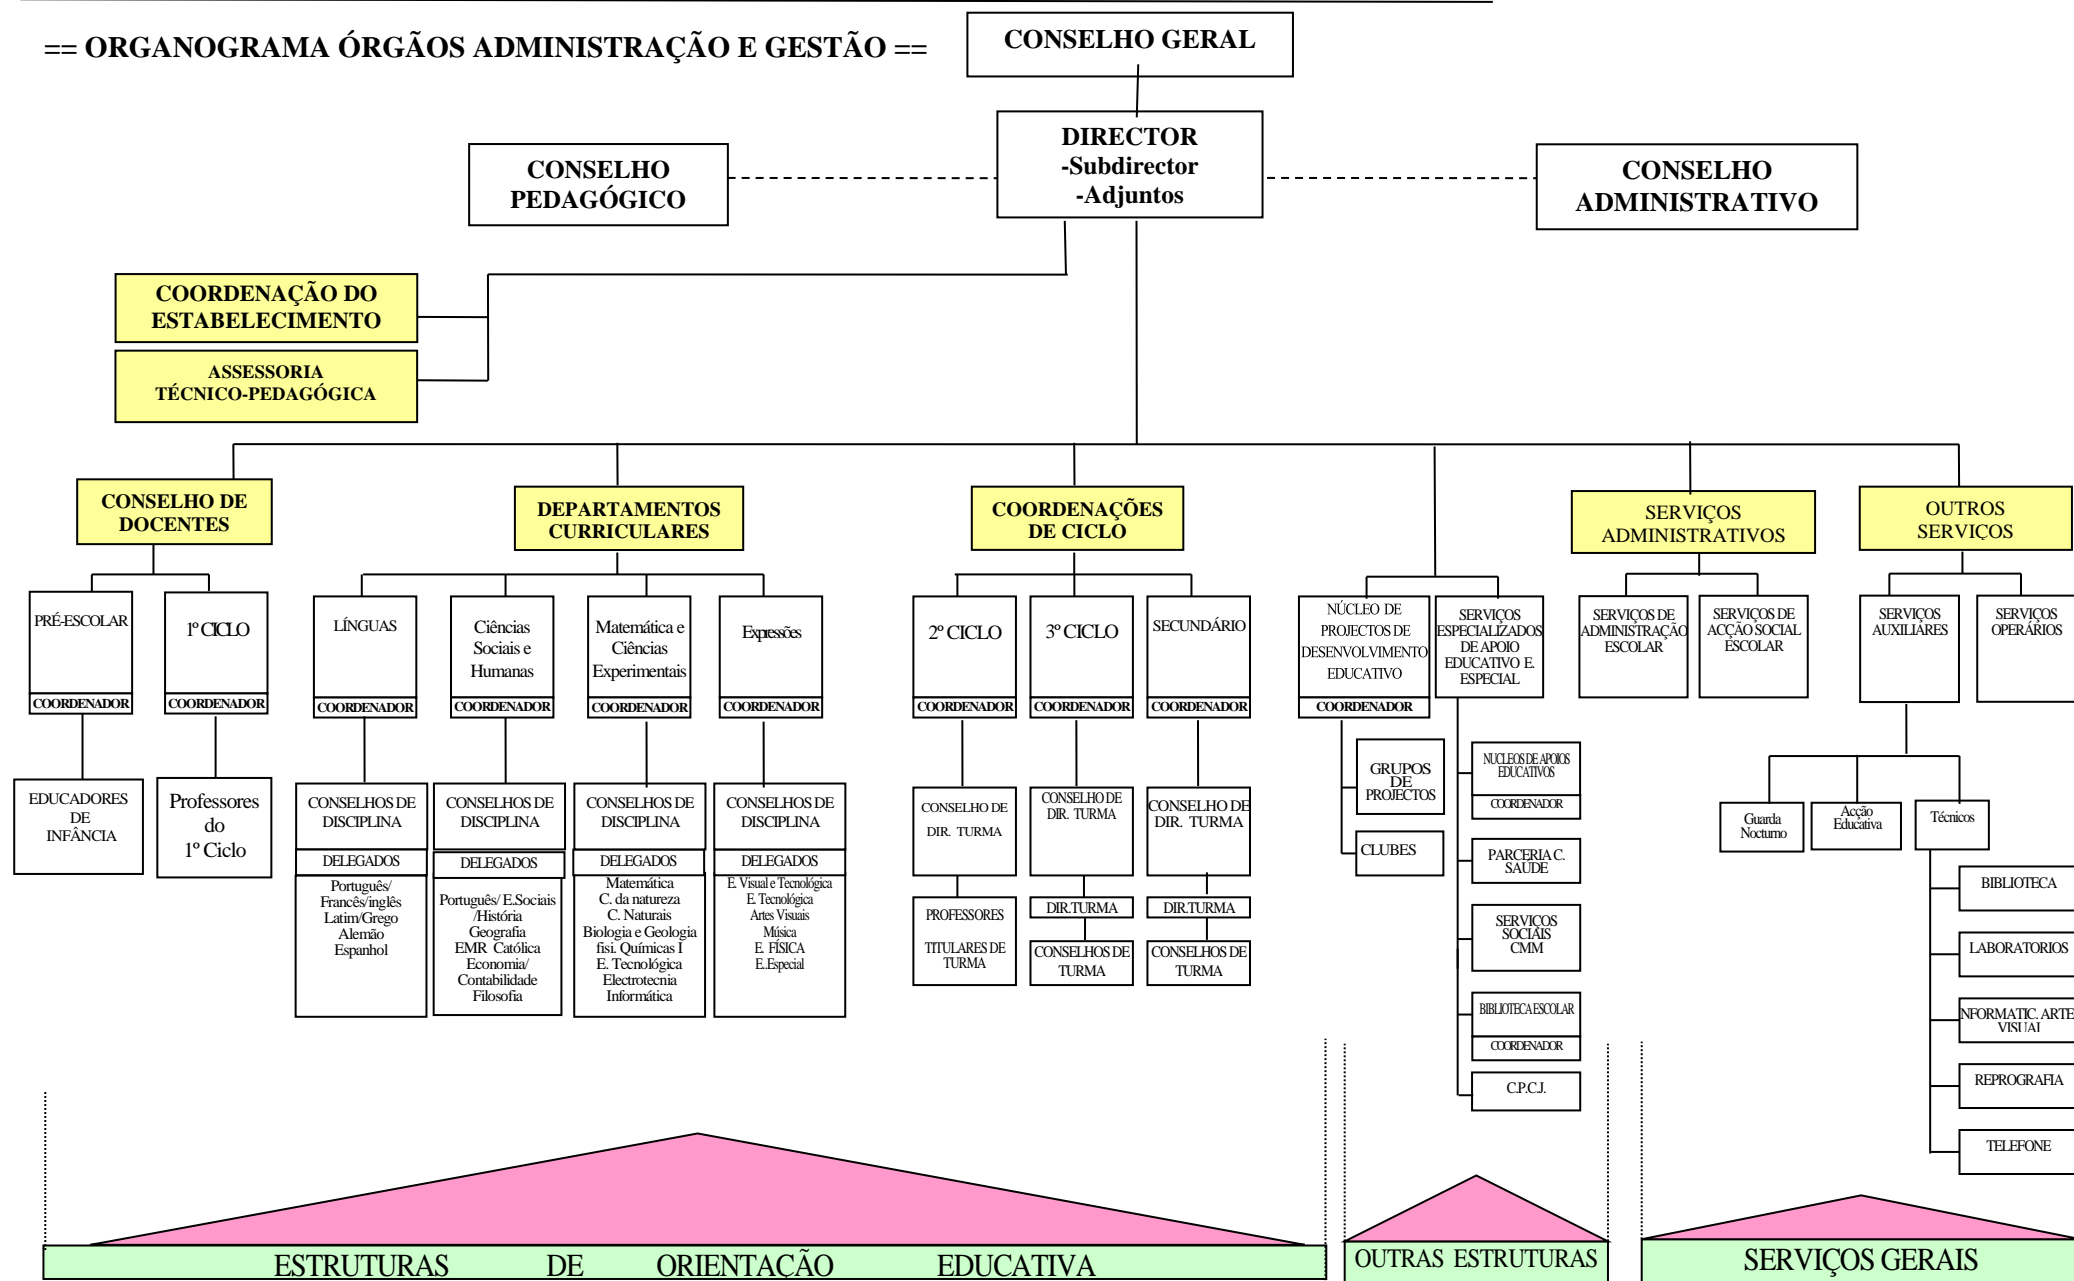 == ORGANOGRAMA ÓRGÃOS ADMINISTRAÇÃO E GESTÃO ==
CONSELHO GERAL
DIRECTOR
-Subdirector
-Adjuntos
CONSELHO
PEDAGÓGICO
CONSELHO
ADMINISTRATIVO
COORDENAÇÃO DO
ESTABELECIMENTO
ASSESSORIA
TÉCNICO-PEDAGÓGICA
CONSELHO DE
DOCENTES
DEPARTAMENTOS
CURRICULARES
COORDENAÇÕES
DE CICLO
SERVIÇOS
ADMINISTRATIVOS
OUTROS
SERVIÇOS
PRÉ-ESCOLAR
COORDENADOR
1º CICLO
COORDENADOR
LÍNGUAS
COORDENADOR
Ciências
Sociais e
Humanas
COORDENADOR
Matemática e
Ciências
Experimentais
COORDENADOR
Expressões
COORDENADOR
2º CICLO
COORDENADOR
3º CICLO
COORDENADOR
SECUNDÁRIO
COORDENADOR
NÚCLEO DE
PROJECTOS DE
DESENVOLVIMENTO
EDUCATIVO
COORDENADOR
SERVIÇOS
ESPECIALIZADOS
DE APOIO
EDUCATIVO E.
ESPECIAL
SERVIÇOS DE
ADMINISTRAÇÃO
ESCOLAR
SERVIÇOS DE
ACÇÃO SOCIAL
ESCOLAR
SERVIÇOS
AUXILIARES
SERVIÇOS
OPERÁRIOS
EDUCADORES
DE
INFÂNCIA
Professores
do
1º Ciclo
CONSELHOS DE
DISCIPLINA
DELEGADOS
Português/
Francês/inglês
Latim/Grego
Alemão
Espanhol
CONSELHOS DE
DISCIPLINA
DELEGADOS
Português/ E.Sociais
/História
Geografia
EMR Católica
Economia/
Contabilidade
Filosofia
CONSELHOS DE
DISCIPLINA
DELEGADOS
Matemática
C. da natureza
C. Naturais
Biologia e Geologia
fisi. Químicas I
E. Tecnológica
Electrotecnia
Informática
CONSELHOS DE
DISCIPLINA
DELEGADOS
E. Visual e Tecnológica
E. Tecnológica
Artes Visuais
Música
E. FÍSICA
E.Especial
CONSELHO DE
DIR. TURMA
PROFESSORES
TITULARES DE
TURMA
CONSELHO DE
DIR. TURMA
DIR.TURMA
CONSELHOS DE
TURMA
CONSELHO DE
DIR. TURMA
DIR.TURMA
CONSELHOS DE
TURMA
GRUPOS
DE
PROJECTOS
CLUBES
NUCLEOS DE APOIOS
EDUCATIVOS
COORDENADOR
PARCERIA C.
SAUDE
SERVIÇOS
SOCIAIS
CMM
BIBLIOTECA ESCOLAR
COORDENADOR
C.P.C.J.
Guarda
Nocturno
Acção
Educativa
Técnicos
BIBLIOTECA
LABORATORIOS
NFORMATIC. ARTE
VISUAL
REPROGRAFIA
TELEFONE
ESTRUTURAS DE ORIENTAÇÃO EDUCATIVA
OUTRAS ESTRUTURAS
SERVIÇOS GERAIS